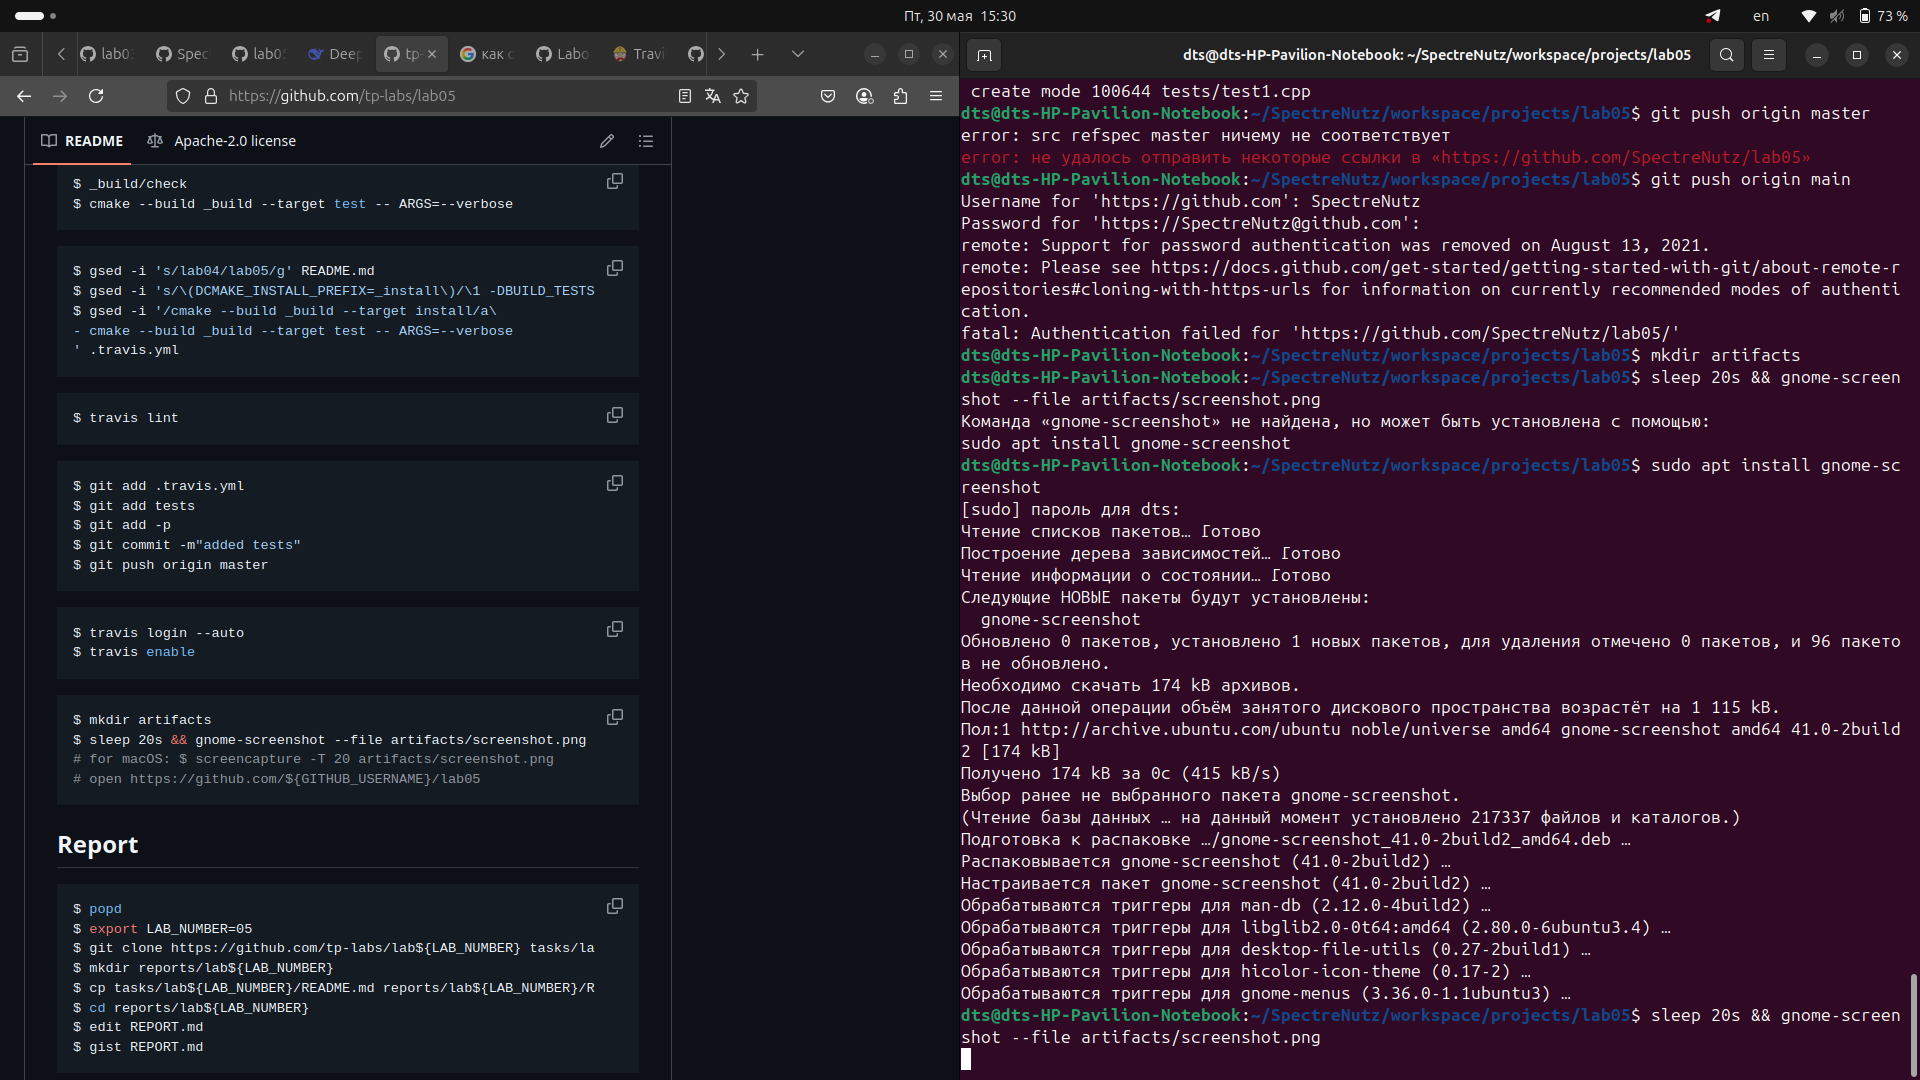 Пт, 30 мая 15:30
en
73 %
lab03
Spec
lab05
Deep
tp-
как с
Labo
Travi
https://github.com/tp-labs/lab05
README
Apache-2.0 license
$ _build/check
$ cmake --build _build --target test -- ARGS=--verbose
$ gsed -i 's/lab04/lab05/g' README.md
$ gsed -i 's/\(DCMAKE_INSTALL_PREFIX=_install\)/\1 -DBUILD_TESTS
$ gsed -i '/cmake --build _build --target install/a\
- cmake --build _build --target test -- ARGS=--verbose
' .travis.yml
$ travis lint
$ git add .travis.yml
$ git add tests
$ git add -p
$ git commit -m"added tests"
$ git push origin master
$ travis login --auto
$ travis enable
$ mkdir artifacts
$ sleep 20s && gnome-screenshot --file artifacts/screenshot.png
# for macOS: $ screencapture -T 20 artifacts/screenshot.png
# open https://github.com/${GITHUB_USERNAME}/lab05
Report
$ popd
$ export LAB_NUMBER=05
$ git clone https://github.com/tp-labs/lab${LAB_NUMBER} tasks/la
$ mkdir reports/lab${LAB_NUMBER}
$ cp tasks/lab${LAB_NUMBER}/README.md reports/lab${LAB_NUMBER}/R
$ cd reports/lab${LAB_NUMBER}
$ edit REPORT.md
$ gist REPORT.md
dts@dts-HP-Pavilion-Notebook: ~/SpectreNutz/workspace/projects/lab05
create mode 100644 tests/test1.cpp
dts@dts-HP-Pavilion-Notebook:~/SpectreNutz/workspace/projects/lab05$ git push origin master
error: src refspec master ничему не соответствует
error: не удалось отправить некоторые ссылки в «https://github.com/SpectreNutz/lab05»
dts@dts-HP-Pavilion-Notebook:~/SpectreNutz/workspace/projects/lab05$ git push origin main
Username for 'https://github.com': SpectreNutz
Password for 'https://SpectreNutz@github.com':
remote: Support for password authentication was removed on August 13, 2021.
remote: Please see https://docs.github.com/get-started/getting-started-with-git/about-remote-r
epositories#cloning-with-https-urls for information on currently recommended modes of authenti
cation.
fatal: Authentication failed for 'https://github.com/SpectreNutz/lab05/'
dts@dts-HP-Pavilion-Notebook:~/SpectreNutz/workspace/projects/lab05$ mkdir artifacts
dts@dts-HP-Pavilion-Notebook:~/SpectreNutz/workspace/projects/lab05$ sleep 20s && gnome-screen
shot --file artifacts/screenshot.png
Команда «gnome-screenshot» не найдена, но может быть установлена с помощью:
sudo apt install gnome-screenshot
dts@dts-HP-Pavilion-Notebook:~/SpectreNutz/workspace/projects/lab05$ sudo apt install gnome-sc
reenshot
[sudo] пароль для dts:
Чтение списков пакетов… Готово
Построение дерева зависимостей… Готово
Чтение информации о состоянии… Готово
Следующие НОВЫЕ пакеты будут установлены:
gnome-screenshot
Обновлено 0 пакетов, установлено 1 новых пакетов, для удаления отмечено 0 пакетов, и 96 пакето
в не обновлено.
Необходимо скачать 174 kB архивов.
После данной операции объём занятого дискового пространства возрастёт на 1 115 kB.
Пол:1 http://archive.ubuntu.com/ubuntu noble/universe amd64 gnome-screenshot amd64 41.0-2build
2 [174 kB]
Получено 174 kB за 0с (415 kB/s)
Выбор ранее не выбранного пакета gnome-screenshot.
(Чтение базы данных … на данный момент установлено 217337 файлов и каталогов.)
Подготовка к распаковке …/gnome-screenshot_41.0-2build2_amd64.deb …
Распаковывается gnome-screenshot (41.0-2build2) …
Настраивается пакет gnome-screenshot (41.0-2build2) …
Обрабатываются триггеры для man-db (2.12.0-4build2) …
Обрабатываются триггеры для libglib2.0-0t64:amd64 (2.80.0-6ubuntu3.4) …
Обрабатываются триггеры для desktop-file-utils (0.27-2build1) …
Обрабатываются триггеры для hicolor-icon-theme (0.17-2) …
Обрабатываются триггеры для gnome-menus (3.36.0-1.1ubuntu3) …
dts@dts-HP-Pavilion-Notebook:~/SpectreNutz/workspace/projects/lab05$ sleep 20s && gnome-screen
shot --file artifacts/screenshot.png